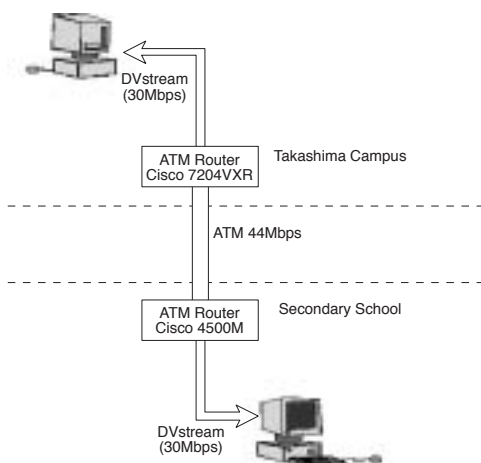 DVstream
(30Mbps)
ATM Router
Cisco 7204VXR
Takashima Campus
ATM 44Mbps
ATM Router
Cisco 4500M
Secondary School
DVstream
(30Mbps)